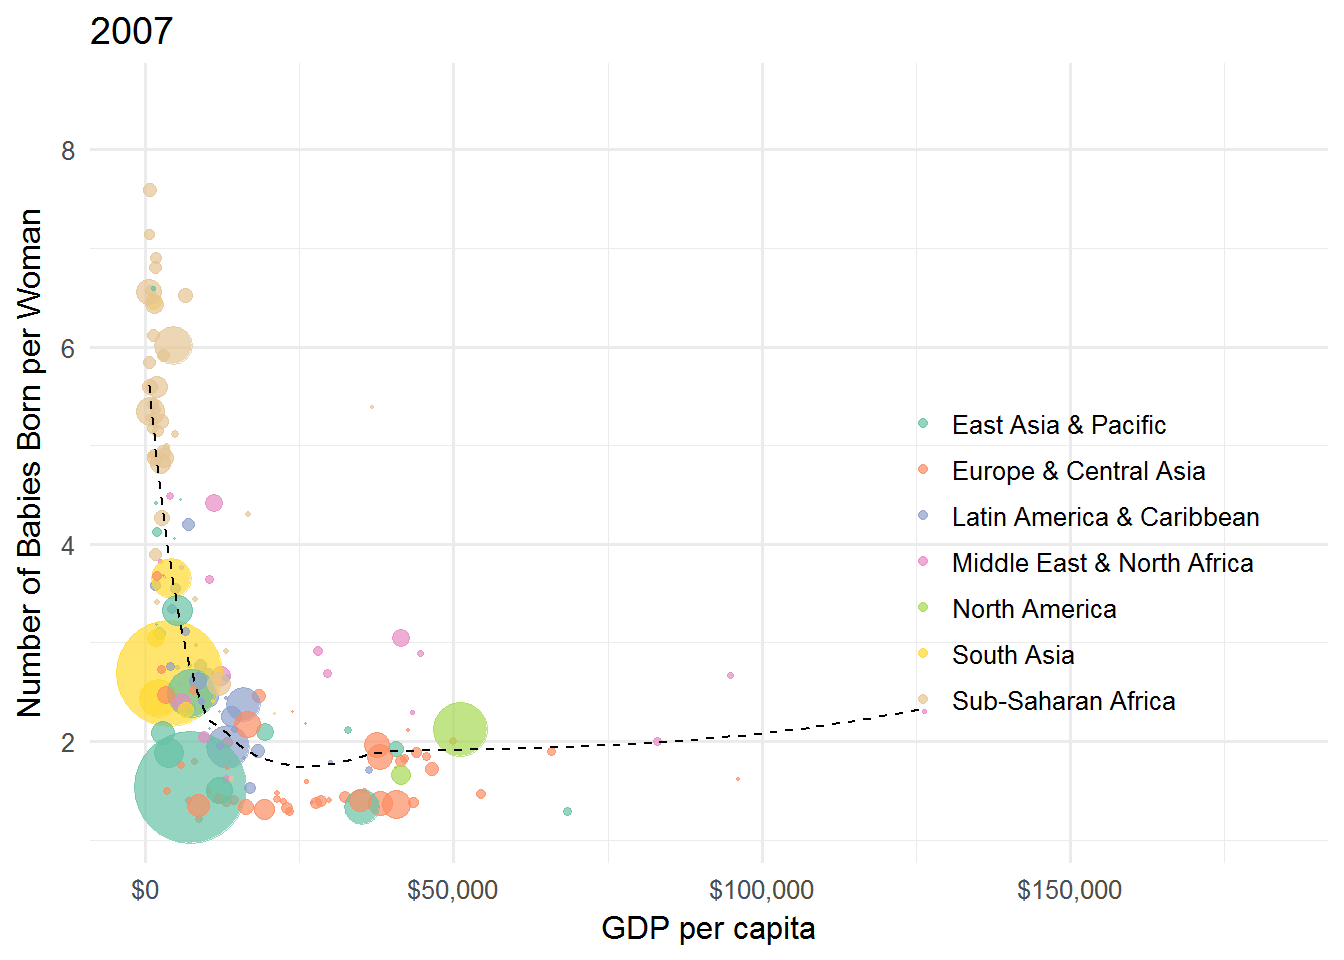 2007
Number of Babies Born per Woman
8
6
4
2
East Asia & Pacific
Europe & Central Asia
Latin America & Caribbean
Middle East & North Africa
North America
South Asia
Sub-Saharan Africa
$0
$50,000
$100,000
$150,000
GDP per capita